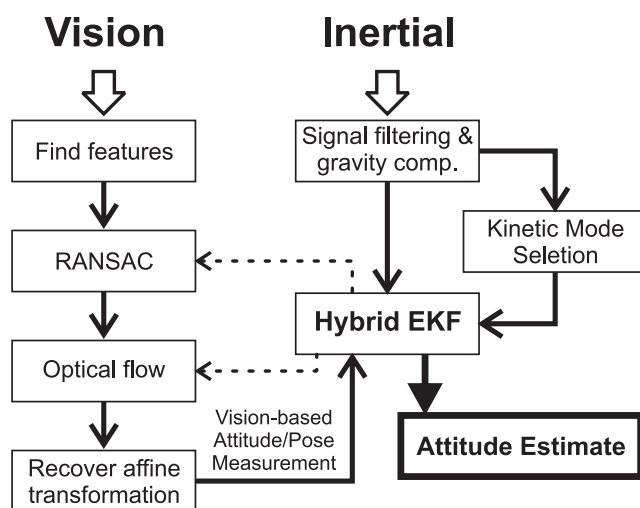 Vision
Inertial
Find features
Signal filtering &
gravity comp.
RANSAC
Kinetic Mode
Seletion
Hybrid EKF
Optical flow
Vision-based
Attitude/Pose
Measurement
Attitude Estimate
Recover affine
transformation